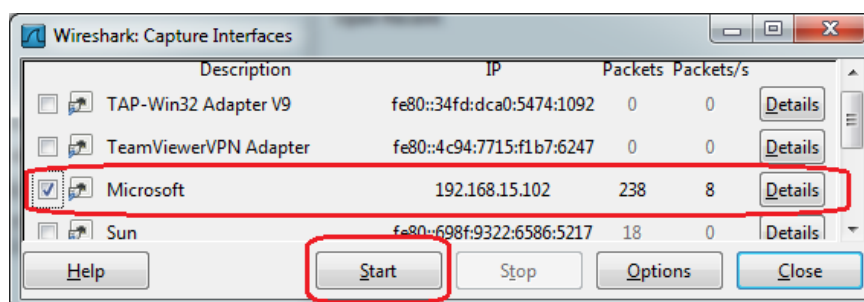 Wireshark: Capture Interfaces
Description IP Packets Packets/s
TAP-Win32 Adapter V9 fe80::34fd:dca0:5474:1092 0 0 Details
TeamViewerVPN Adapter fe80::4c94:7715:f1b7:6247 0 0 Details
Microsoft 192.168.15.102 238 8 Details
Sun fe80::698f:9322:6586:5217 18 0 Details
Help Start Stop Options Close